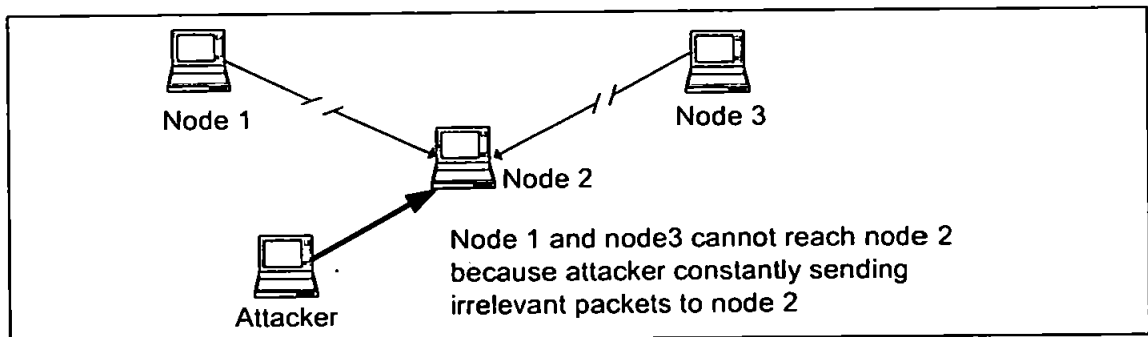 Node 1
Node 3
Node 2
Node 1 and node3 cannot reach node 2
because attacker constantly sending
irrelevant packets to node 2
Attacker